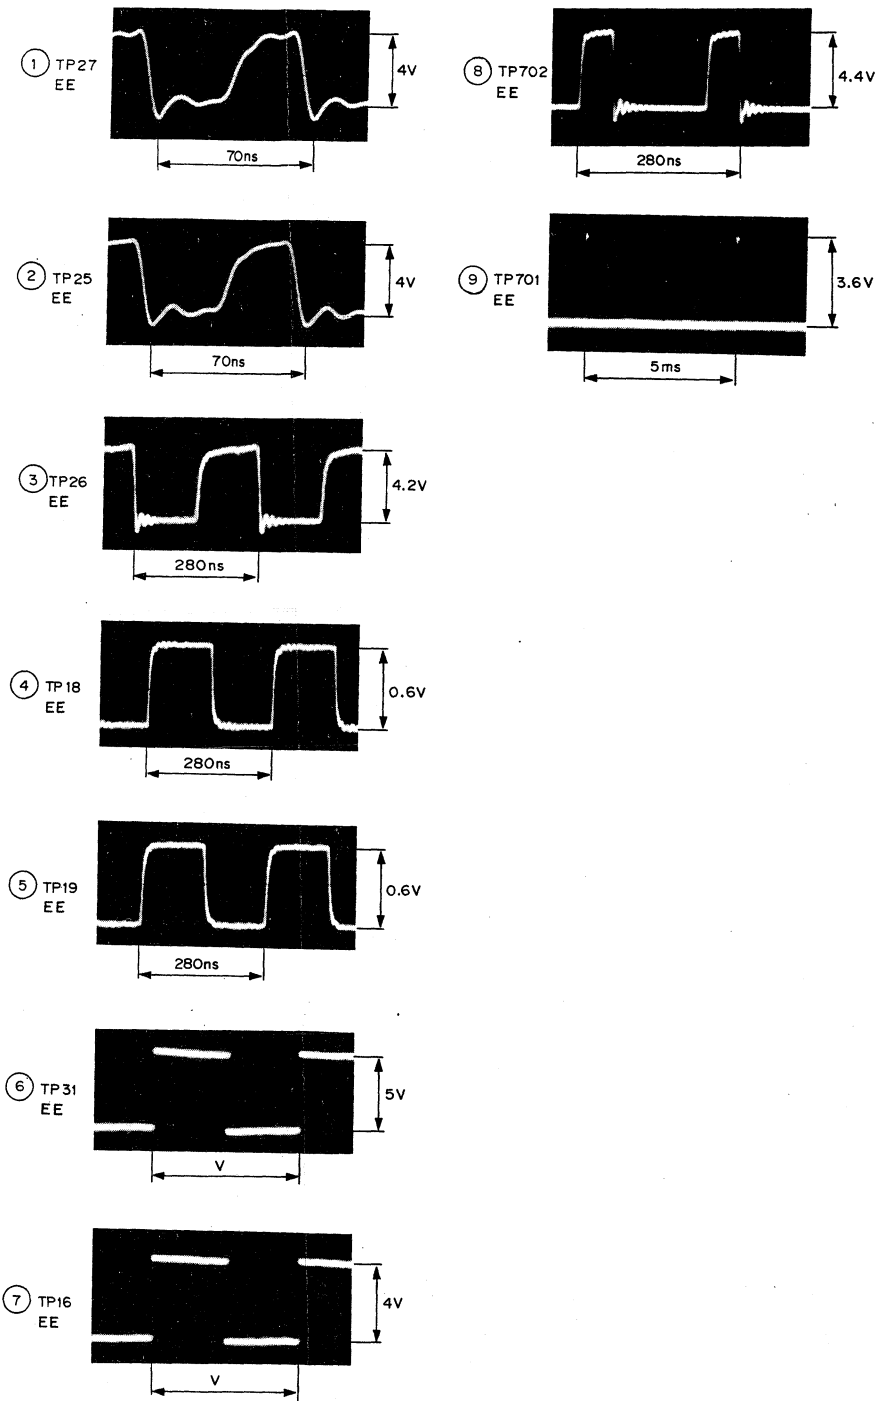 1 TP27
EE
4V
70ns
2 TP25
EE
4V
70ns
3 TP26
EE
4.2V
280ns
4 TP18
EE
0.6V
280ns
5 TP19
EE
0.6V
280ns
6 TP31
EE
5V
V
7 TP16
EE
4V
V
8 TP702
EE
4.4V
280ns
9 TP701
EE
3.6V
5ms